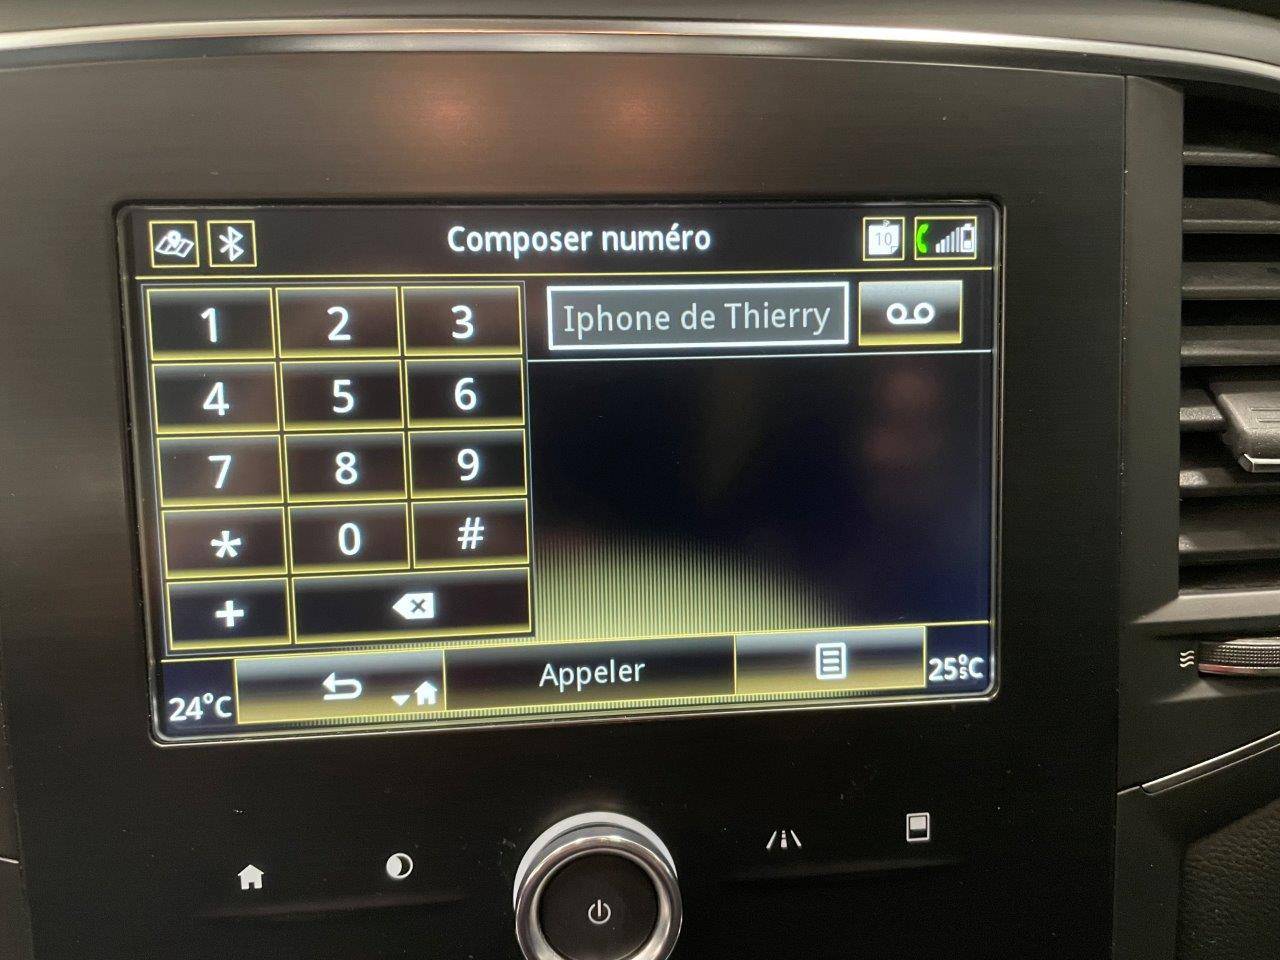 Composer numéro
10
Iphone de Thierry
1 2 3
4 5 6
7 8 9
* 0 #
+
24°C
Appeler
25°C